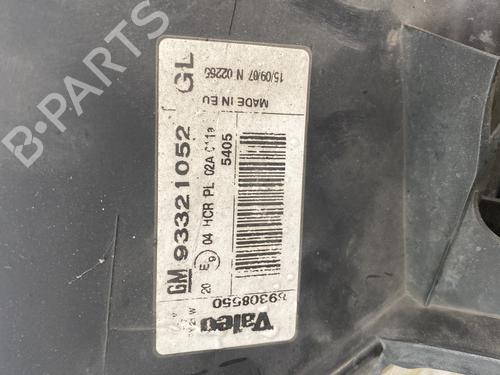 GM 93321052 GL
20 E9 04 HCR PL 02A
5405
MADE IN EU
15/09/07 N 02265
Valeo
89308550
21 W
B-PARTS